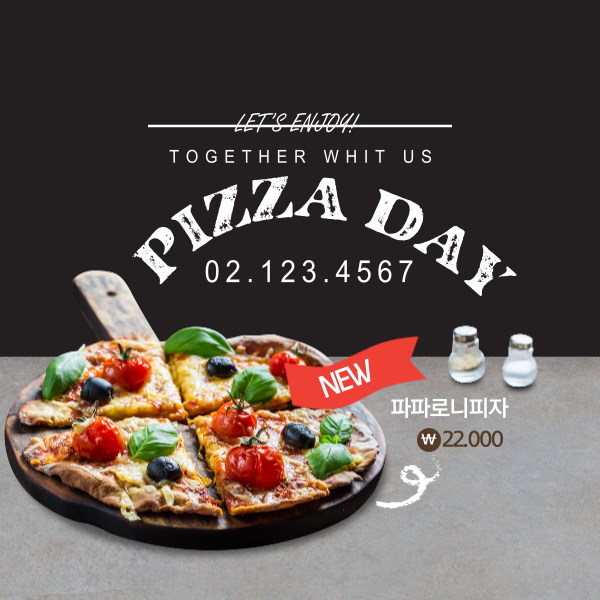 LET'S ENJOY!
TOGETHER WHIT US
PIZZA DAY
02.123.4567
NEW
파파로니피자
₩ 22.000